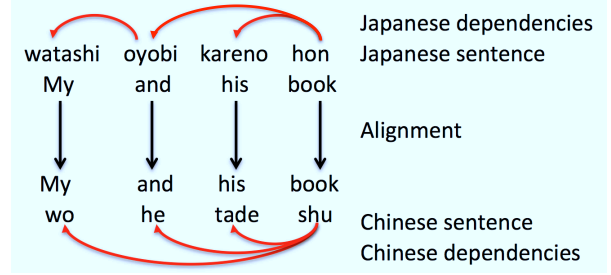 Japanese dependencies
watashi oyobi kareno hon Japanese sentence
My and his book
Alignment
My and his book
wo he tade shu Chinese sentence
Chinese dependencies